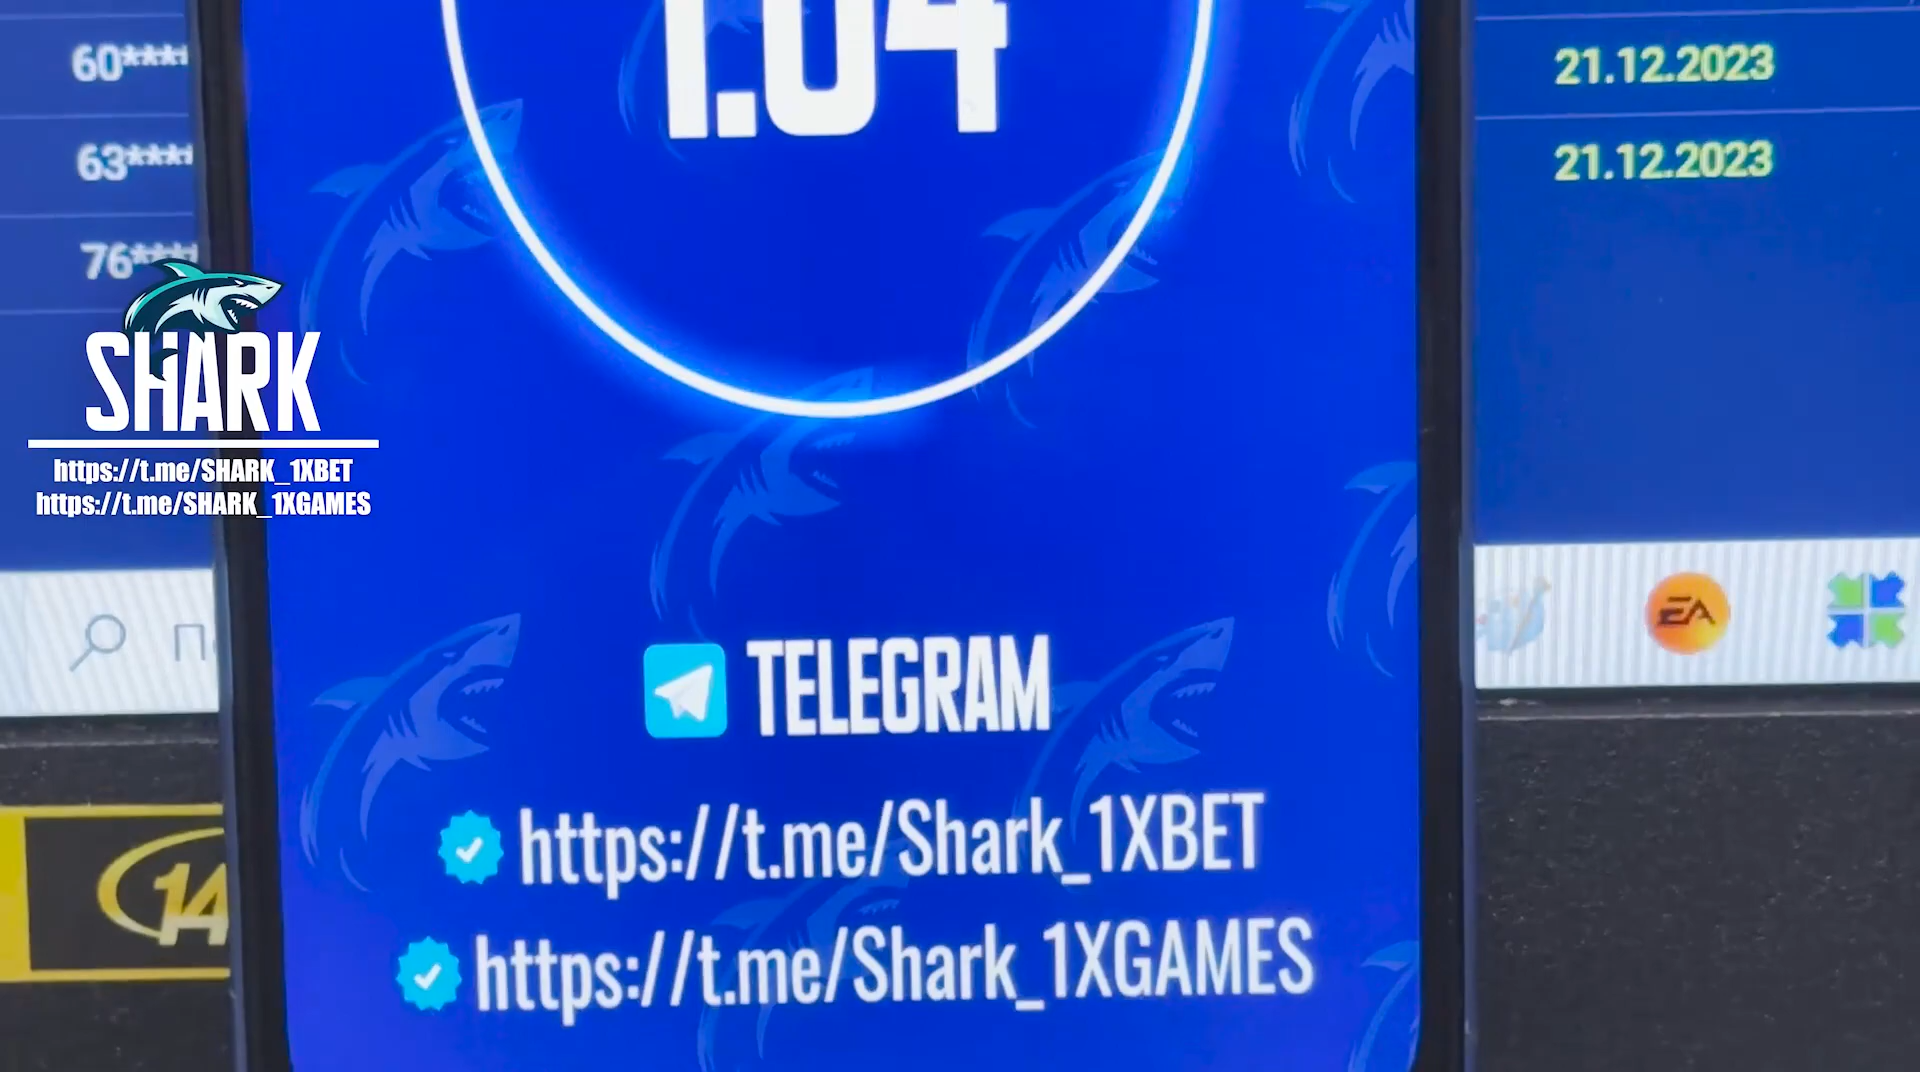 1.04
60****
63****
76****
21.12.2023
21.12.2023
SHARK
https://t.me/SHARK_1XBET
https://t.me/SHARK_1XGAMES
EA
TELEGRAM
https://t.me/Shark_1XBET
https://t.me/Shark_1XGAMES
14